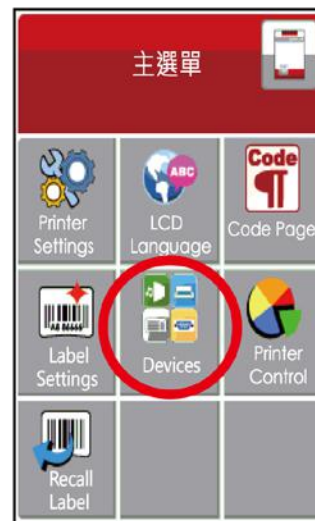 主選單
Code
ABC
Printer
Settings
LCD
Language
Code Page
Label
Settings
Devices
Printer
Control
Recall
Label